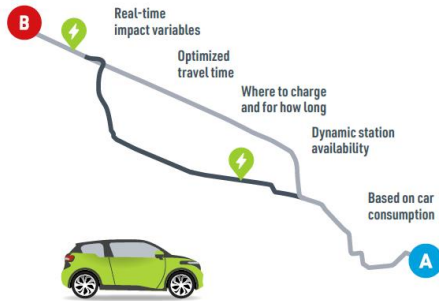 B
Real-time
impact variables
Optimized
travel time
Where to charge
and for how long
Dynamic station
availability
Based on car
consumption
A